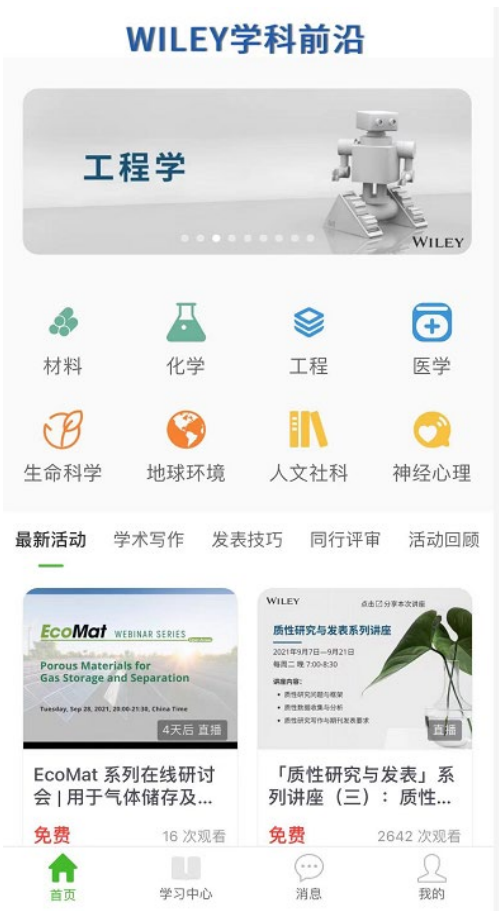 WILEY学科前沿
工程学
WILEY
材料
化学
工程
医学
生命科学
地球环境
人文社科
神经心理
最新活动
学术写作
发表技巧
同行评审
活动回顾
EcoMat WEBINAR SERIES
Porous Materials for
Gas Storage and Separation
Tuesday, Sep 28, 2021, 20:00-21:30, China Time
4天后 直播
EcoMat 系列在线研讨
会 | 用于气体储存及...
免费
16 次观看
WILEY
点击分享本次讲座
质性研究与发表系列讲座
2021年9月7日—9月21日
每周二 晚 7:00-8:30
讲座内容:
• 质性研究问题与框架
• 质性数据收集与分析
• 质性研究写作与期刊发表要求
直播
「质性研究与发表」系
列讲座（三）：质性...
免费
2642 次观看
首页
学习中心
消息
我的